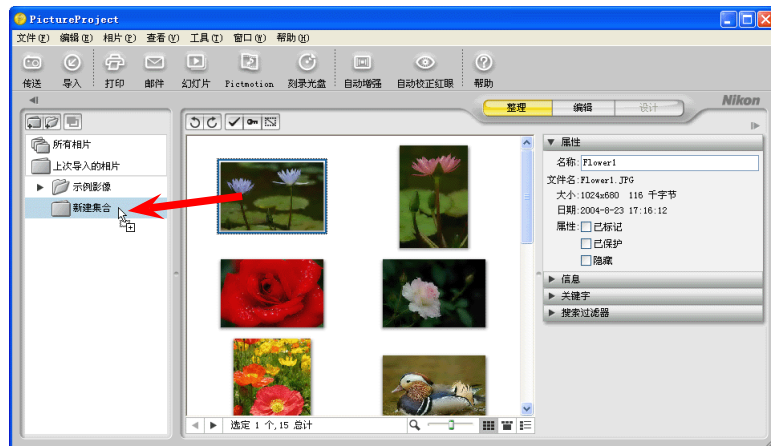 PictureProject
文件(F) 编辑(E) 相片(P) 查看(V) 工具(T) 窗口(W) 帮助(H)
传送 导入 打印 邮件 幻灯片 Pictmotion 刻录光盘 自动增强 自动校正红眼 帮助
整理 编辑 设计 Nikon
所有相片
上次导入的相片
示例影像
新建集合
属性
名称: Flower1
文件名: Flower1.JPG
大小: 1024x680 116 千字节
日期: 2004-8-23 17:16:12
属性: 已标记
已保护
隐藏
信息
关键字
搜索过滤器
选定 1 个, 15 总计